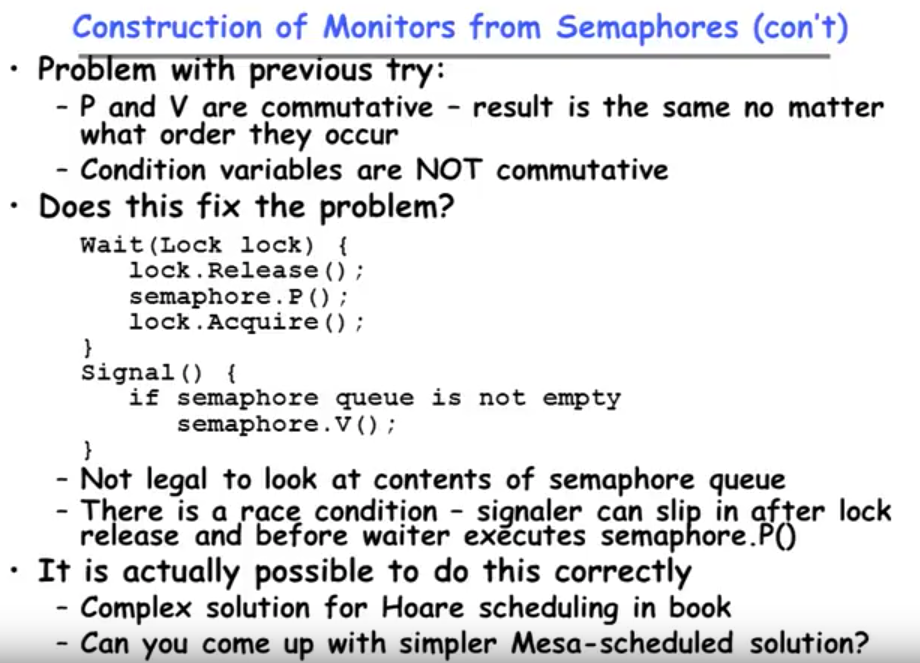 Construction of Monitors from Semaphores (con't)
• Problem with previous try:
– P and V are commutative – result is the same no matter
what order they occur
– Condition variables are NOT commutative
• Does this fix the problem?
Wait(Lock lock) {
lock.Release();
semaphore.P();
lock.Acquire();
}
Signal() {
if semaphore queue is not empty
semaphore.V();
}
– Not legal to look at contents of semaphore queue
– There is a race condition – signaler can slip in after lock
release and before waiter executes semaphore.P()
• It is actually possible to do this correctly
– Complex solution for Hoare scheduling in book
– Can you come up with simpler Mesa-scheduled solution?